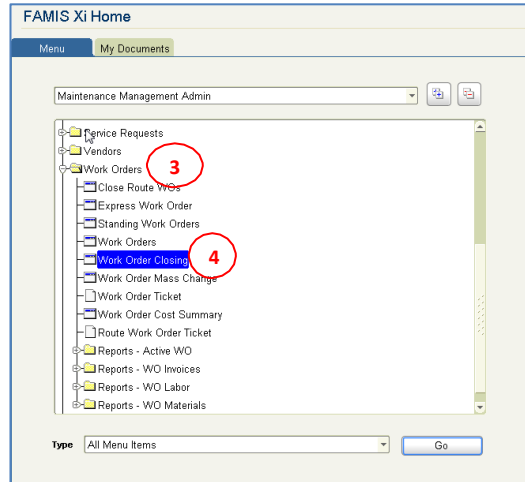 FAMIS Xi Home
Menu My Documents
Maintenance Management Admin
Service Requests
Vendors
Work Orders 3
Close Route WOs
Express Work Order
Standing Work Orders
Work Orders
Work Order Closing 4
Work Order Mass Change
Work Order Ticket
Work Order Cost Summary
Route Work Order Ticket
Reports - Active WO
Reports - WO Invoices
Reports - WO Labor
Reports - WO Materials
Type All Menu Items Go